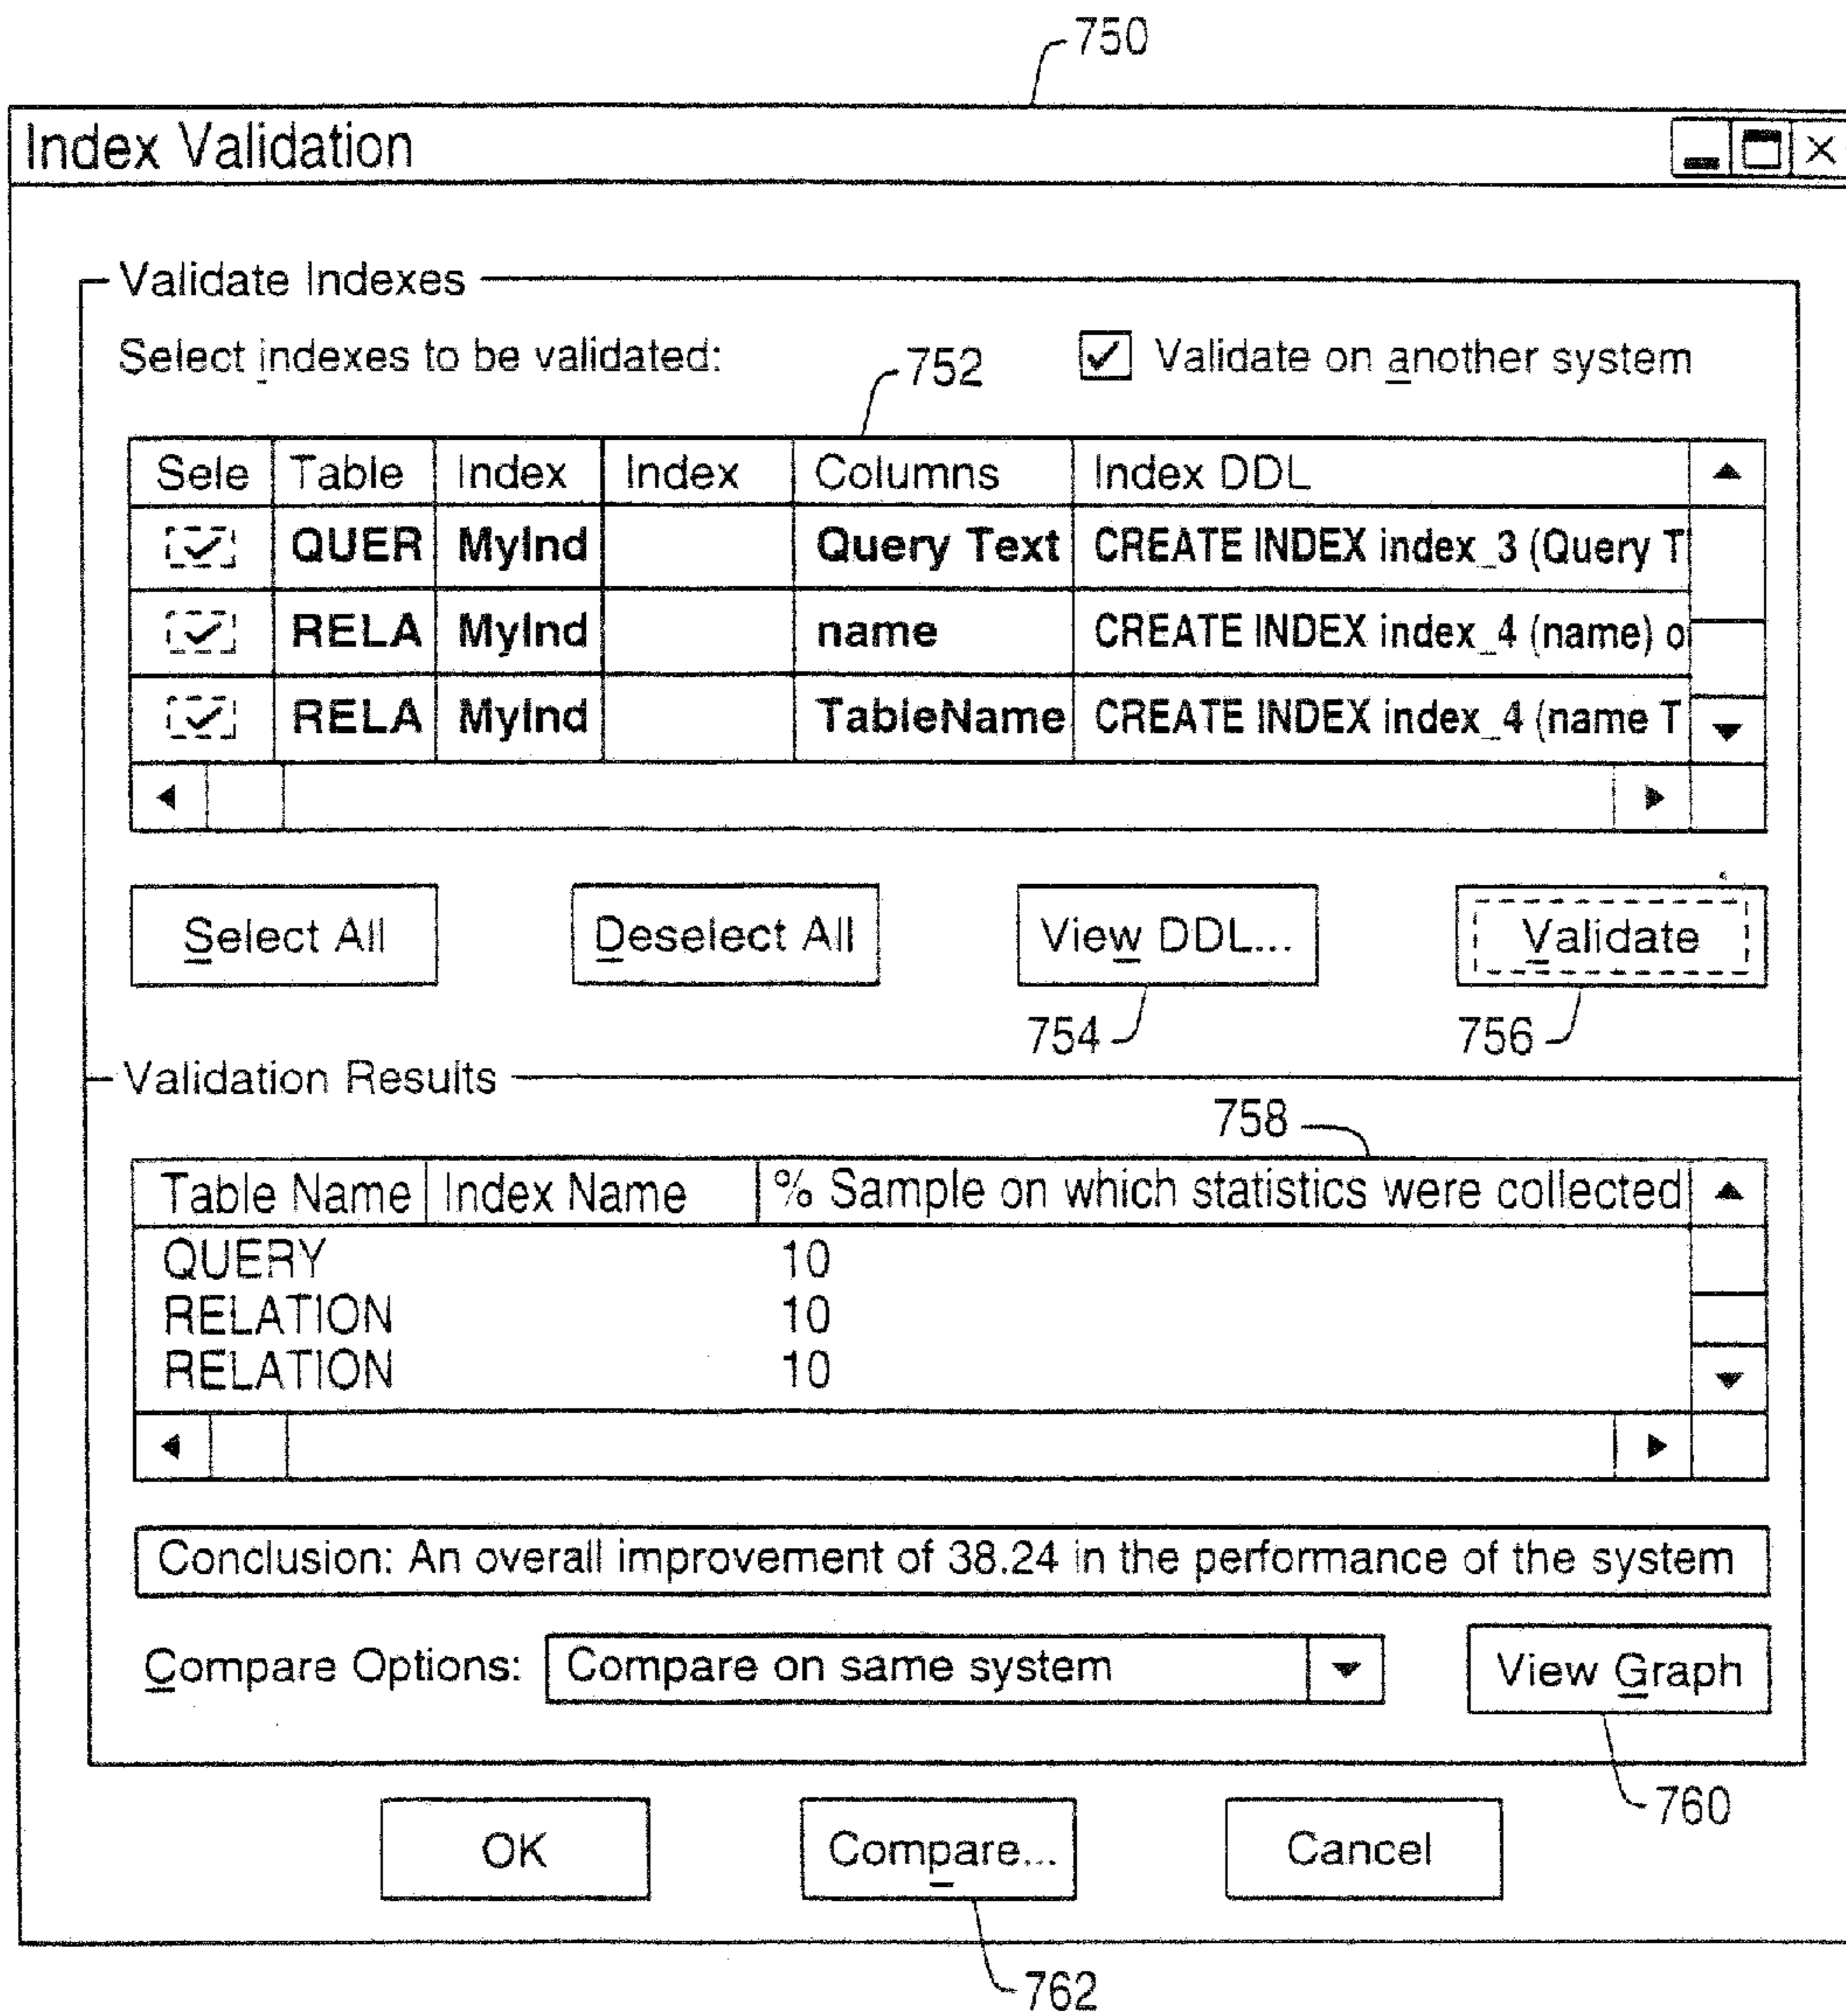 750
Index Validation
Validate Indexes
Select indexes to be validated:
752
Validate on another system
Sele Table Index Index Columns Index DDL
QUER MyInd Query Text CREATE INDEX index_3 (Query T
RELA MyInd name CREATE INDEX index_4 (name) o
RELA MyInd TableName CREATE INDEX index_4 (name T
Select All Deselect All View DDL... Validate
754 756
Validation Results
758
Table Name Index Name % Sample on which statistics were collected
QUERY 10
RELATION 10
RELATION 10
Conclusion: An overall improvement of 38.24 in the performance of the system
Compare Options: Compare on same system View Graph
760
OK Compare... Cancel
762